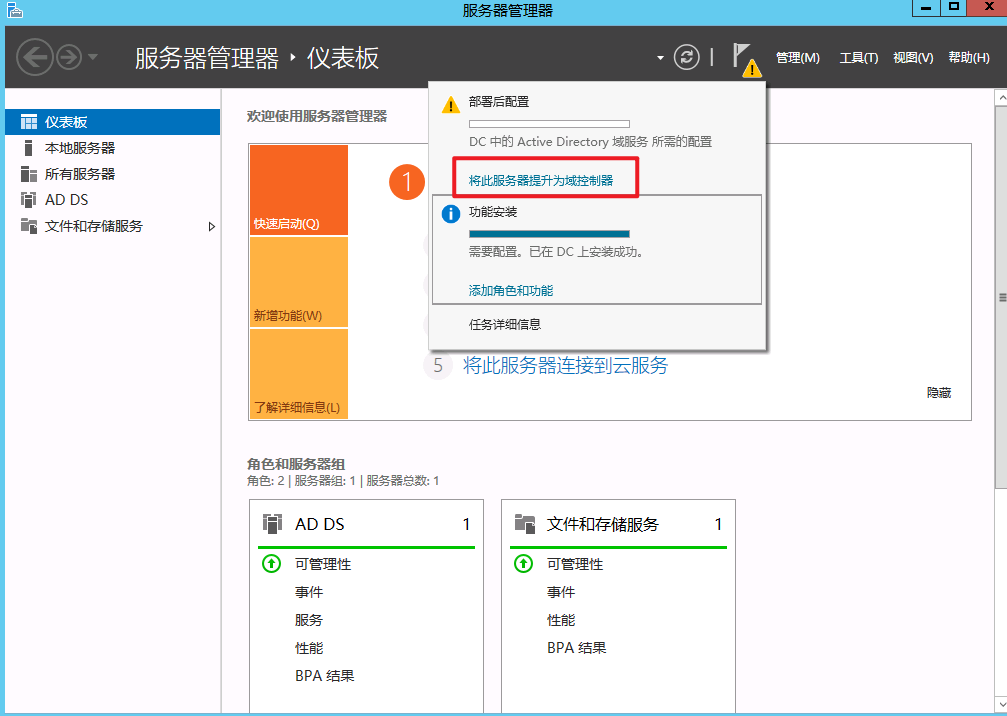 服务器管理器
服务器管理器 ‣ 仪表板
管理(M) 工具(T) 视图(V) 帮助(H)
仪表板
本地服务器
所有服务器
AD DS
文件和存储服务
欢迎使用服务器管理器
快速启动(Q)
新增功能(W)
了解详细信息(L)
1
部署后配置
DC 中的 Active Directory 域服务 所需的配置
将此服务器提升为域控制器
功能安装
需要配置。已在 DC 上安装成功。
添加角色和功能
任务详细信息
5 将此服务器连接到云服务
隐藏
角色和服务器组
角色: 2 | 服务器组: 1 | 服务器总数: 1
AD DS 1
可管理性
事件
服务
性能
BPA 结果
文件和存储服务 1
可管理性
事件
性能
BPA 结果